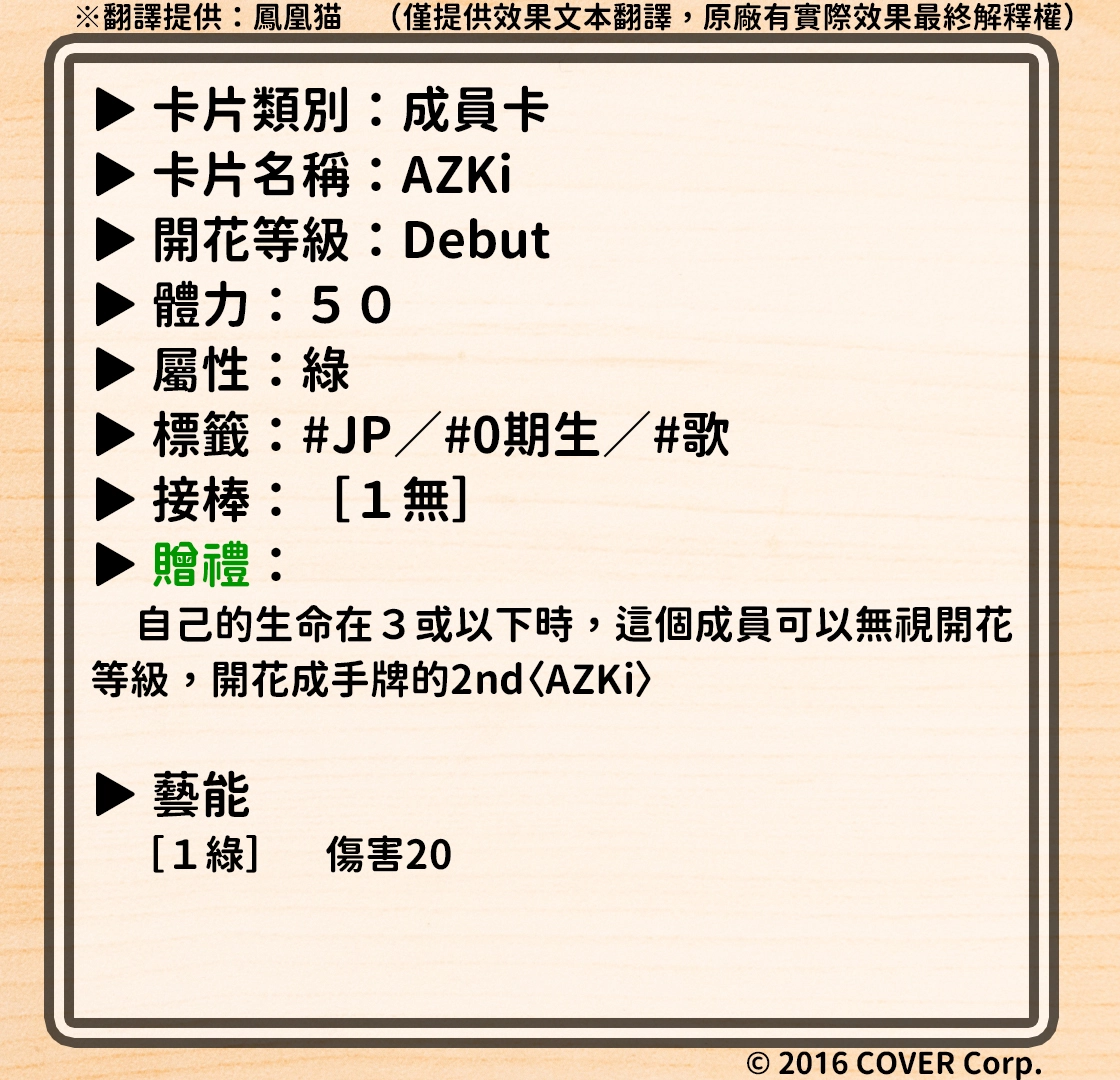 ※翻譯提供：鳳凰猫　（僅提供效果文本翻譯，原廠有實際效果最終解釋權）
▶ 卡片類別：成員卡
▶ 卡片名稱：AZKi
▶ 開花等級：Debut
▶ 體力：５０
▶ 屬性：綠
▶ 標籤：#JP／#0期生／#歌
▶ 接棒：［１無］
▶ 贈禮：
自己的生命在３或以下時，這個成員可以無視開花
等級，開花成手牌的2nd〈AZKi〉
▶ 藝能
［１綠］　傷害20
© 2016 COVER Corp.